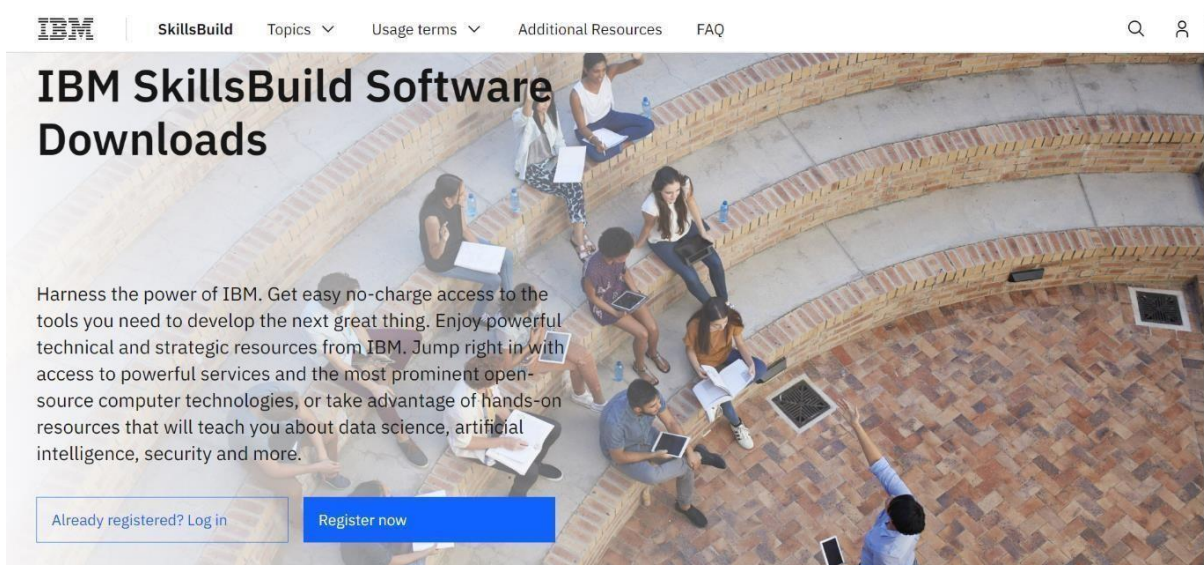 IBM SkillsBuild Topics Usage terms Additional Resources FAQ
IBM SkillsBuild Software
Downloads
Harness the power of IBM. Get easy no-charge access to the
tools you need to develop the next great thing. Enjoy powerful
technical and strategic resources from IBM. Jump right in with
access to powerful services and the most prominent open-
source computer technologies, or take advantage of hands-on
resources that will teach you about data science, artificial
intelligence, security and more.
Already registered? Log in Register now